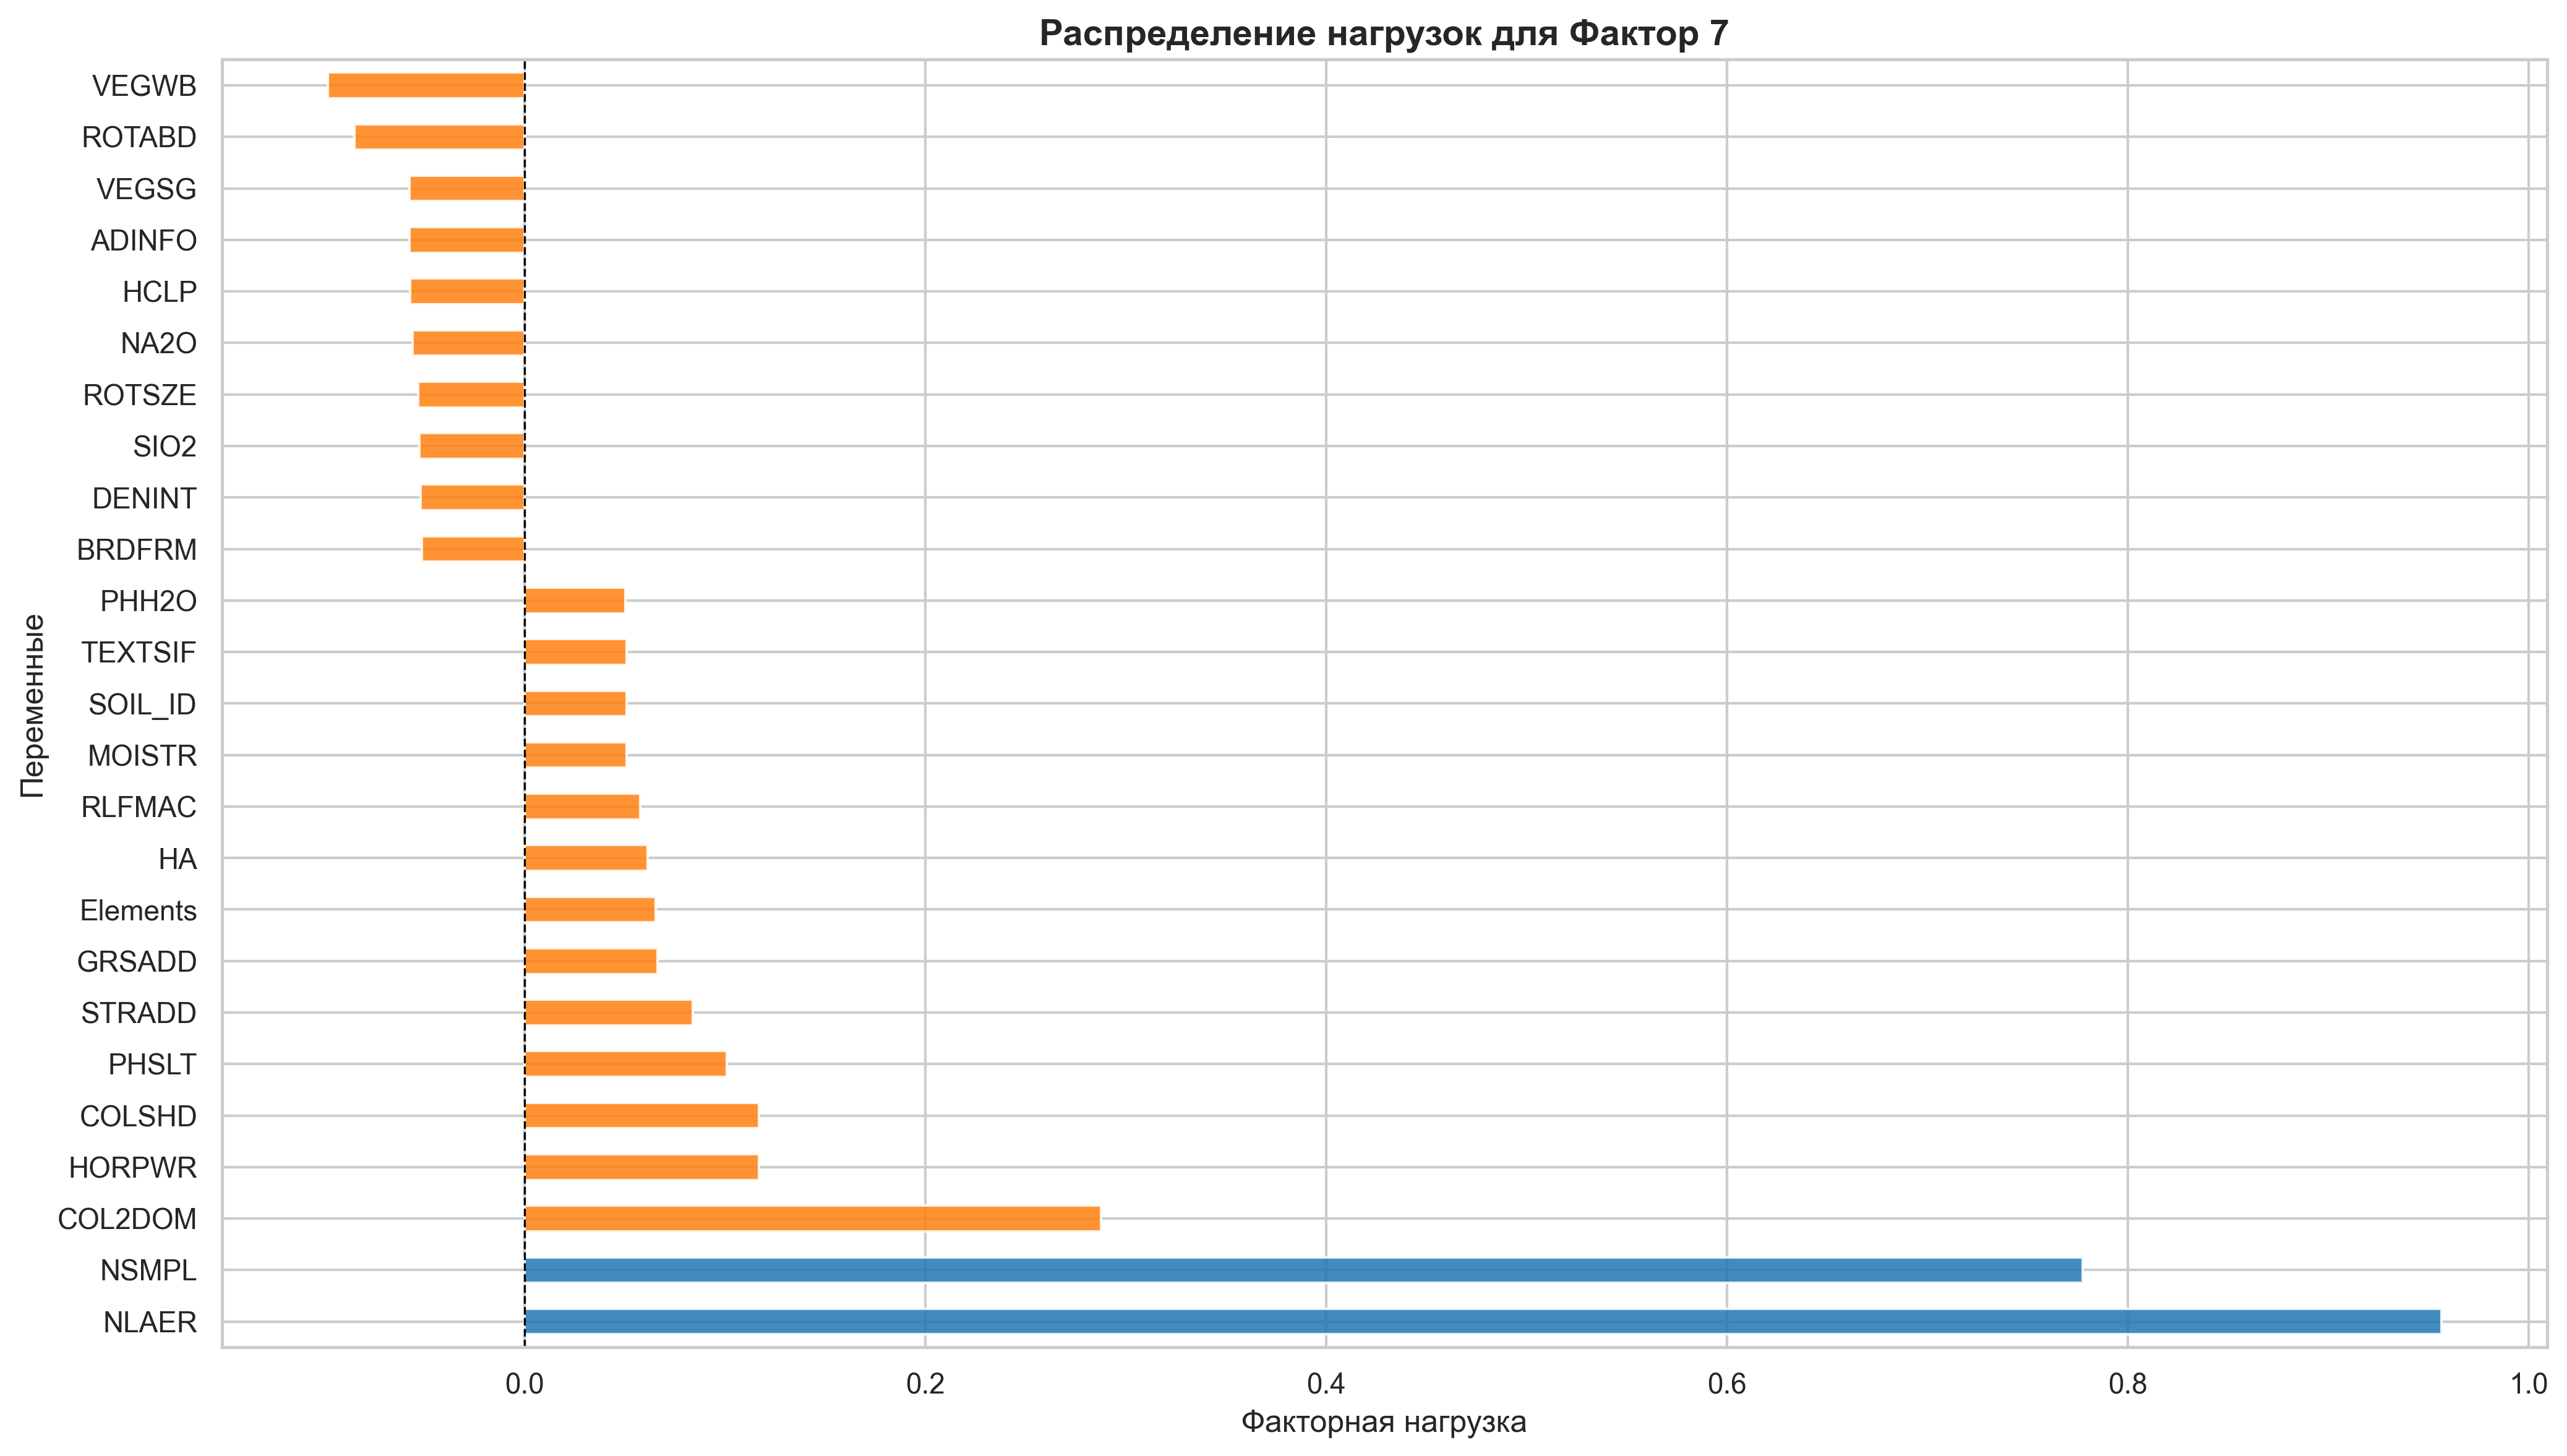 Распределение нагрузок для Фактор 7
VEGWB
ROTABD
VEGSG
ADINFO
HCLP
NA2O
ROTSZE
SIO2
DENINT
BRDFRM
PHH2O
TEXTSIF
SOIL_ID
MOISTR
RLFMAC
HA
Elements
GRSADD
STRADD
PHSLT
COLSHD
HORPWR
COL2DOM
NSMPL
NLAER
Переменные
0.0 0.2 0.4 0.6 0.8 1.0
Факторная нагрузка